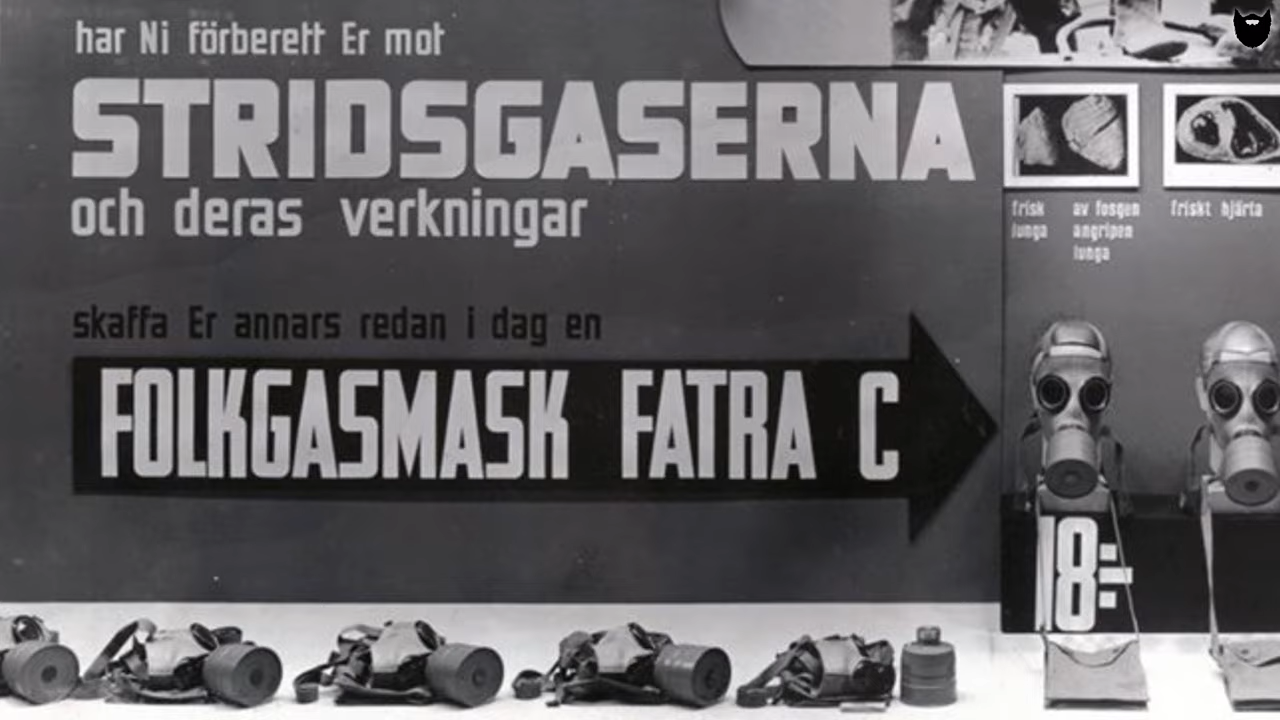 har Ni förberett Er mot
STRIDSGASERNA
och deras verkningar
skaffa Er annars redan i dag en
FOLKGASMASK FATRA C
frisk lunga
av fosgen angripen lunga
friskt hjärta
18:-